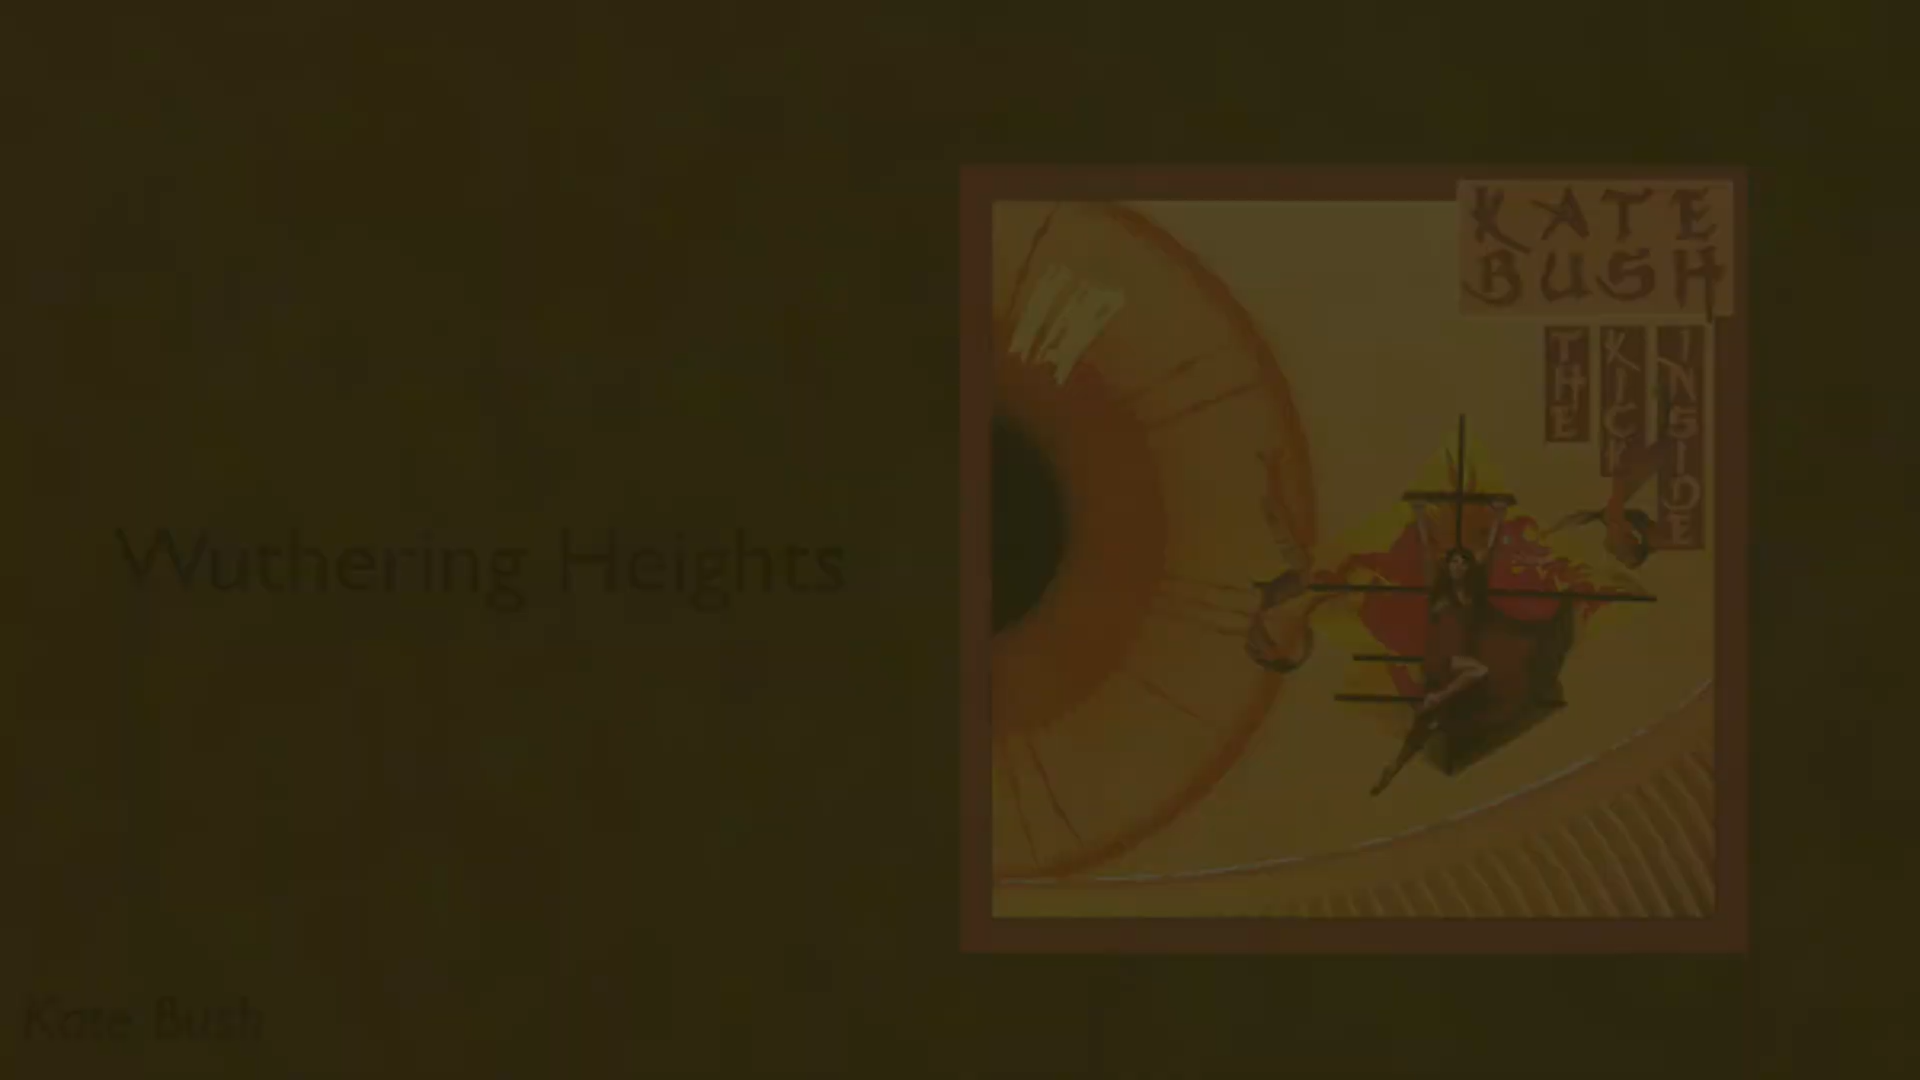 KATE
BUSH
THE
KICK
INSIDE
Wuthering Heights
Kate Bush